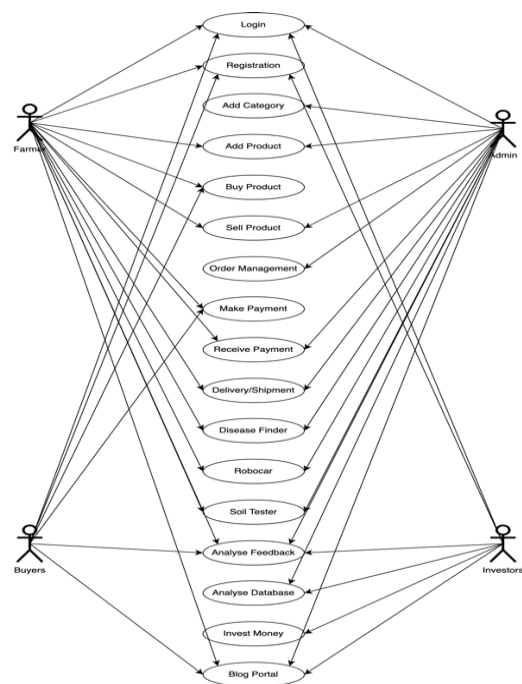 Login
Registration
Add Category
Farmer
Admin
Add Product
Buy Product
Sell Product
Order Management
Make Payment
Receive Payment
Delivery/Shipment
Disease Finder
Robocar
Soil Tester
Analyse Feedback
Buyers
Investors
Analyse Database
Invest Money
Blog Portal